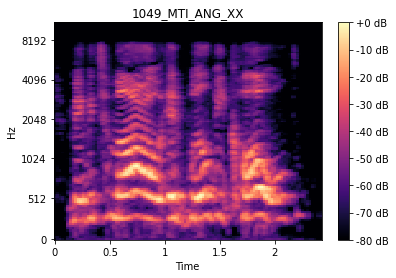 1049_MTI_ANG_XX
+0 dB
8192
-10 dB
4096
-20 dB
-30 dB
2048
Hz
-40 dB
1024
-50 dB
512
-60 dB
-70 dB
0
-80 dB
0 0.5 1 1.5 2
Time